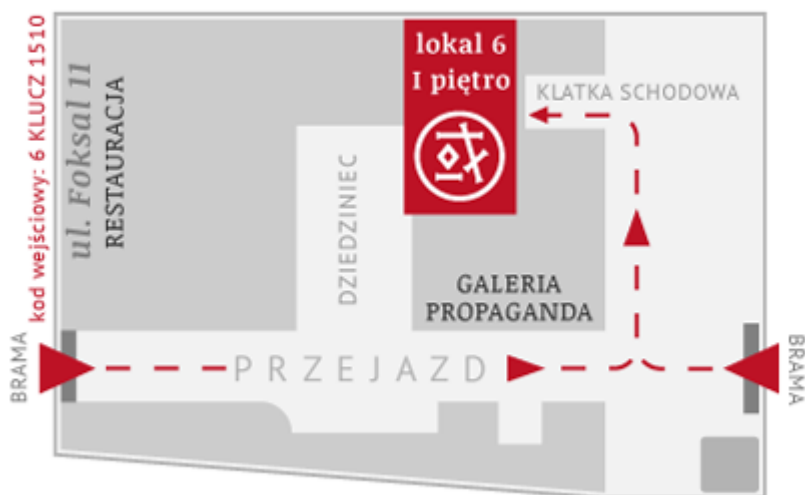 kod wejściowy: 6 KLUCZ 1510
ul. Foksal 11
RESTAURACJA
lokal 6
I piętro
KLATKA SCHODOWA
DZIEDZINIEC
GALERIA
PROPAGANDA
BRAMA
PRZEJAZD
BRAMA